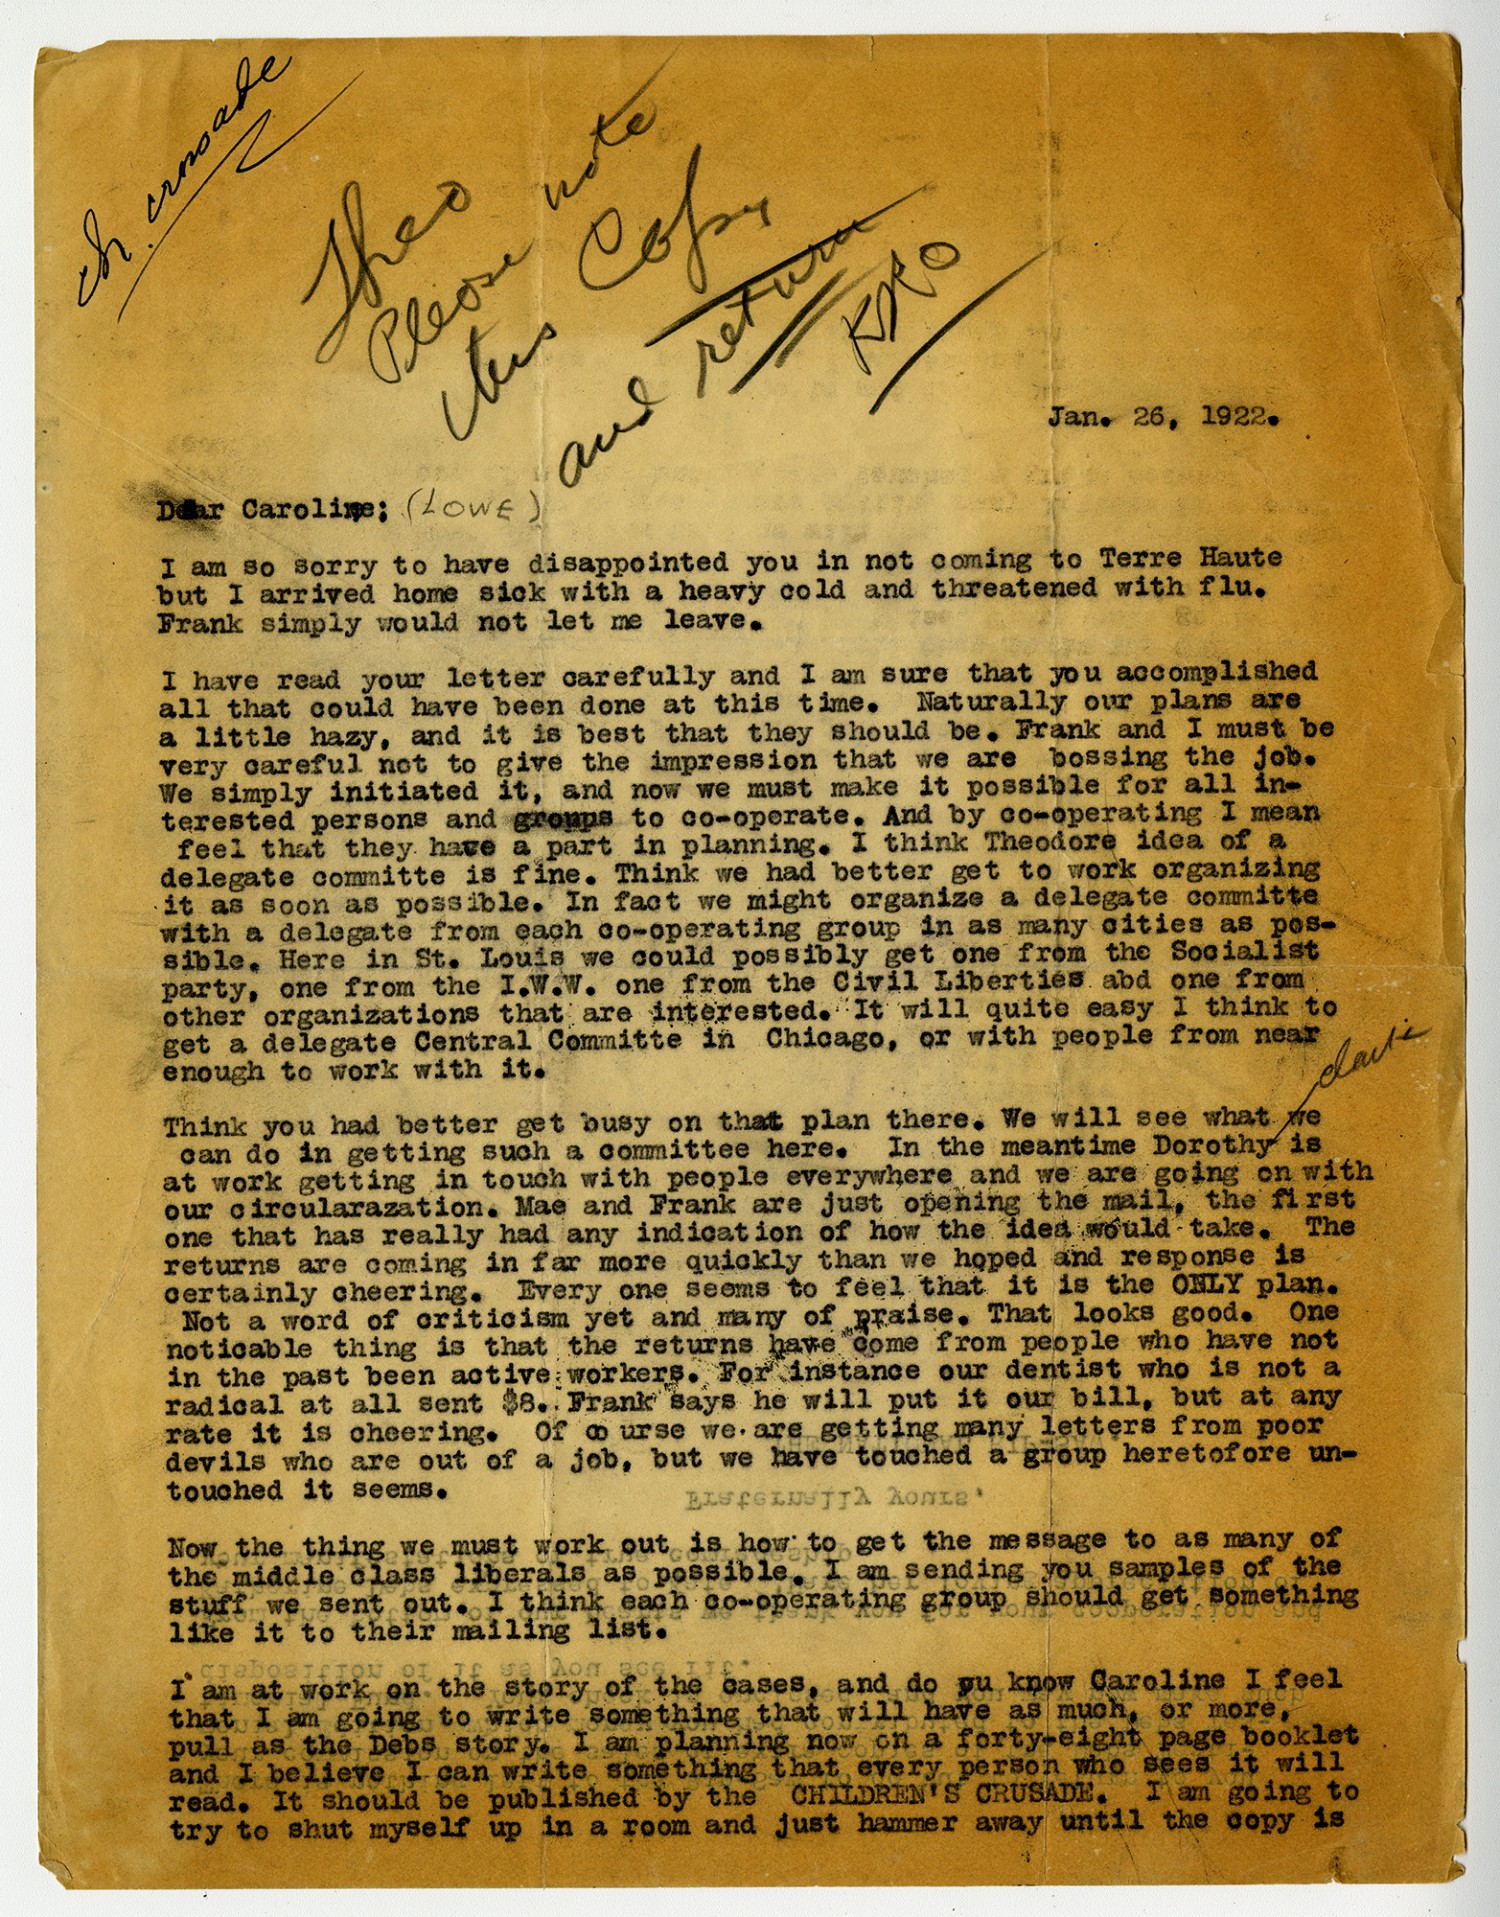 ch. crusade
Theo
Please note
this Copy
and return
KRO
Jan. 26, 1922.
Dear Caroline; (LOWE)
I am so sorry to have disappointed you in not coming to Terre Haute
but I arrived home sick with a heavy cold and threatened with flu.
Frank simply would not let me leave.
I have read your letter carefully and I am sure that you accomplished
all that could have been done at this time. Naturally our plans are
a little hazy, and it is best that they should be. Frank and I must be
very careful not to give the impression that we are bossing the job.
We simply initiated it, and now we must make it possible for all in-
terested persons and groups to co-operate. And by co-operating I mean
feel that they have a part in planning. I think Theodore idea of a
delegate committe is fine. Think we had better get to work organizing
it as soon as possible. In fact we might organize a delegate committe
with a delegate from each co-operating group in as many cities as pos-
sible. Here in St. Louis we could possibly get one from the Socialist
party, one from the I.W.W. one from the Civil Liberties abd one from
other organizations that are interested. It will quite easy I think to
get a delegate Central Committe in Chicago, or with people from near
enough to work with it.
Think you had better get busy on that plan there. We will see what we
can do in getting such a committee here. In the meantime Dorothy is
at work getting in touch with people everywhere and we are going on with
our circularazation. Mae and Frank are just opening the mail, the first
one that has really had any indication of how the idea would take. The
returns are coming in far more quickly than we hoped and response is
certainly cheering. Every one seems to feel that it is the ONLY plan.
Not a word of criticism yet and many of praise. That looks good. One
noticable thing is that the returns have come from people who have not
in the past been active workers. For instance our dentist who is not a
radical at all sent $8. Frank says he will put it our bill, but at any
rate it is cheering. Of co urse we are getting many letters from poor
devils who are out of a job, but we have touched a group heretofore un-
touched it seems.
Fraternally yours,
Now the thing we must work out is how to get the message to as many of
the middle class liberals as possible. I am sending you samples of the
stuff we sent out. I think each co-operating group should get something
like it to their mailing list.
I am at work on the story of the cases, and do yu know Caroline I feel
that I am going to write something that will have as much, or more,
pull as the Debs story. I am planning now on a forty-eight page booklet
and I believe I can write something that every person who sees it will
read. It should be published by the CHILDREN'S CRUSADE. I am going to
try to shut myself up in a room and just hammer away until the copy is